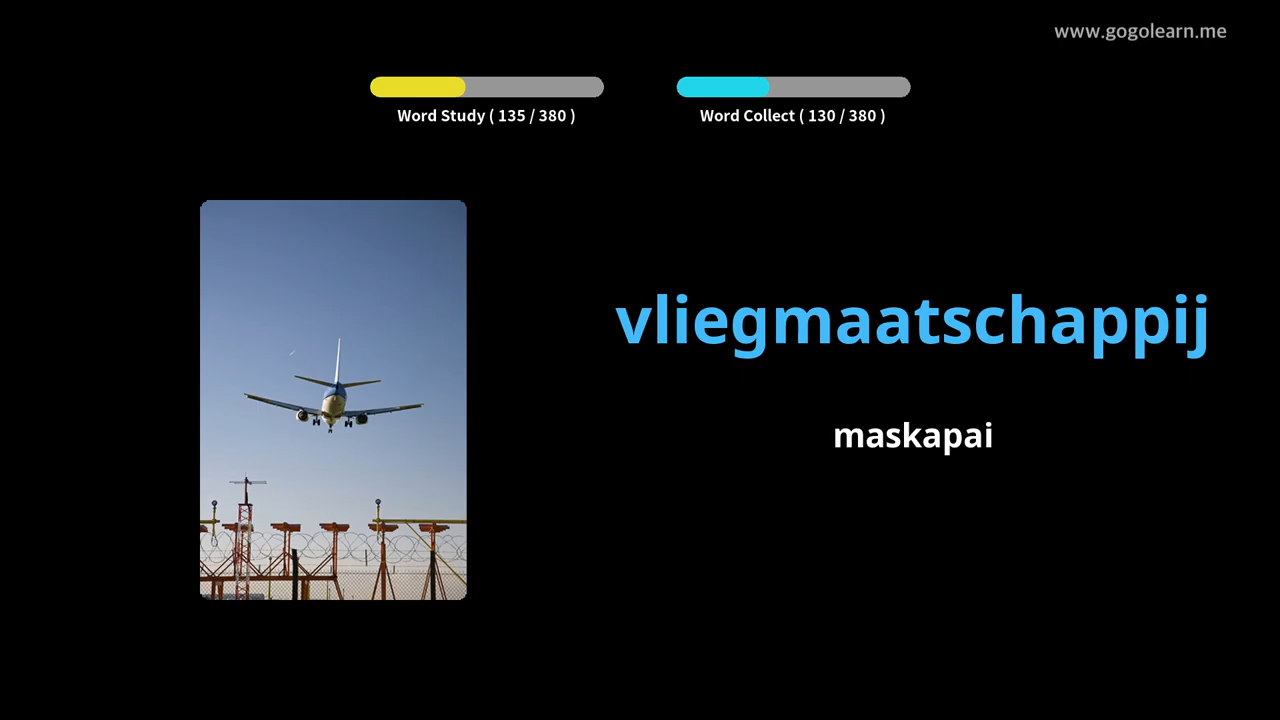 www.gogolearn.me
Word Study ( 135 / 380 )
Word Collect ( 130 / 380 )
vliegmaatschappij
maskapai